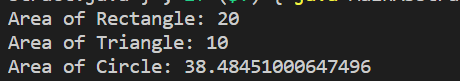 Area of Rectangle: 20
Area of Triangle: 10
Area of Circle: 38.48451000647496